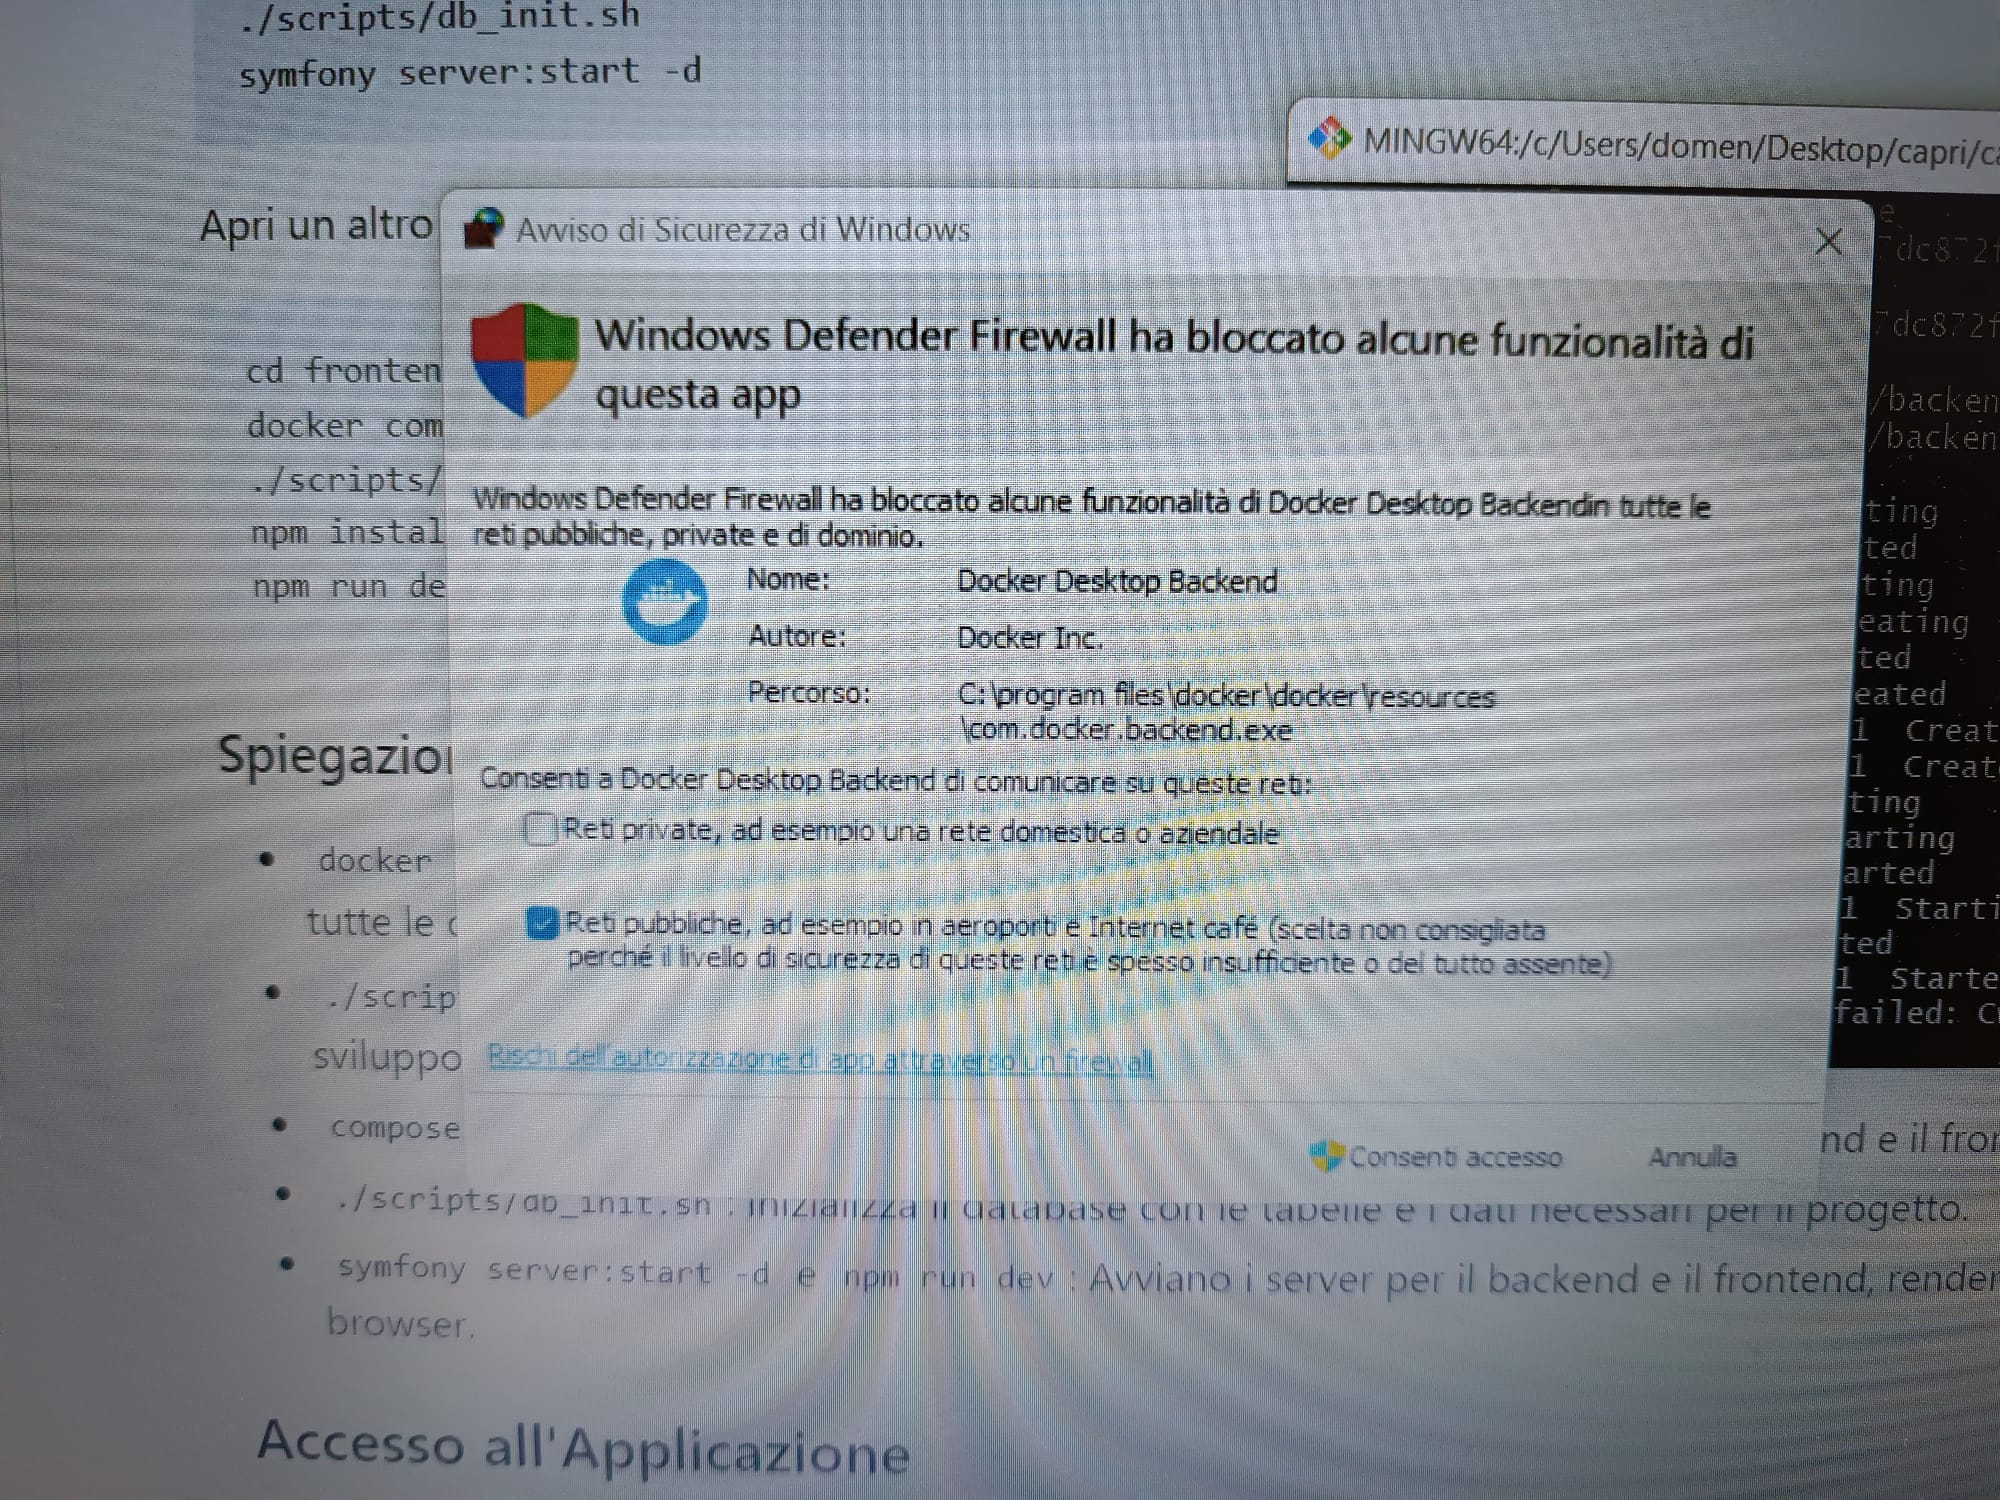 ./scripts/db_init.sh
symfony server:start -d
MINGW64:/c/Users/domen/Desktop/capri/ca
Apri un altro
Avviso di Sicurezza di Windows
e
7dc872f
Windows Defender Firewall ha bloccato alcune funzionalità di
questa app
7dc872f
cd fronten
docker com
./scripts/
npm instal
npm run de
/backen
/backen
Windows Defender Firewall ha bloccato alcune funzionalità di Docker Desktop Backendin tutte le
reti pubbliche, private e di dominio.
Nome: Docker Desktop Backend
Autore: Docker Inc.
Percorso: C:\program files\docker\docker\resources
\com.docker.backend.exe
Consenti a Docker Desktop Backend di comunicare su queste reti:
Reti private, ad esempio una rete domestica o aziendale
Reti pubbliche, ad esempio in aeroporti e Internet café (scelta non consigliata
perché il livello di sicurezza di queste reti è spesso insufficiente o del tutto assente)
Rischi dell'autorizzazione di app attraverso un firewall
Consenti accesso Annulla
ting
ted
ting
eating
ted
eated
1 Creat
1 Create
ting
arting
arted
1 Starti
ted
1 Starte
failed: C
Spiegazion
• docker
tutte le
• ./scrip
sviluppo
• compose
nd e il fron
• ./scripts/db_init.sh : inizializza il database con le tabelle e i dati necessari per il progetto.
• symfony server:start -d e npm run dev : Avviano i server per il backend e il frontend, render
browser.
Accesso all'Applicazione